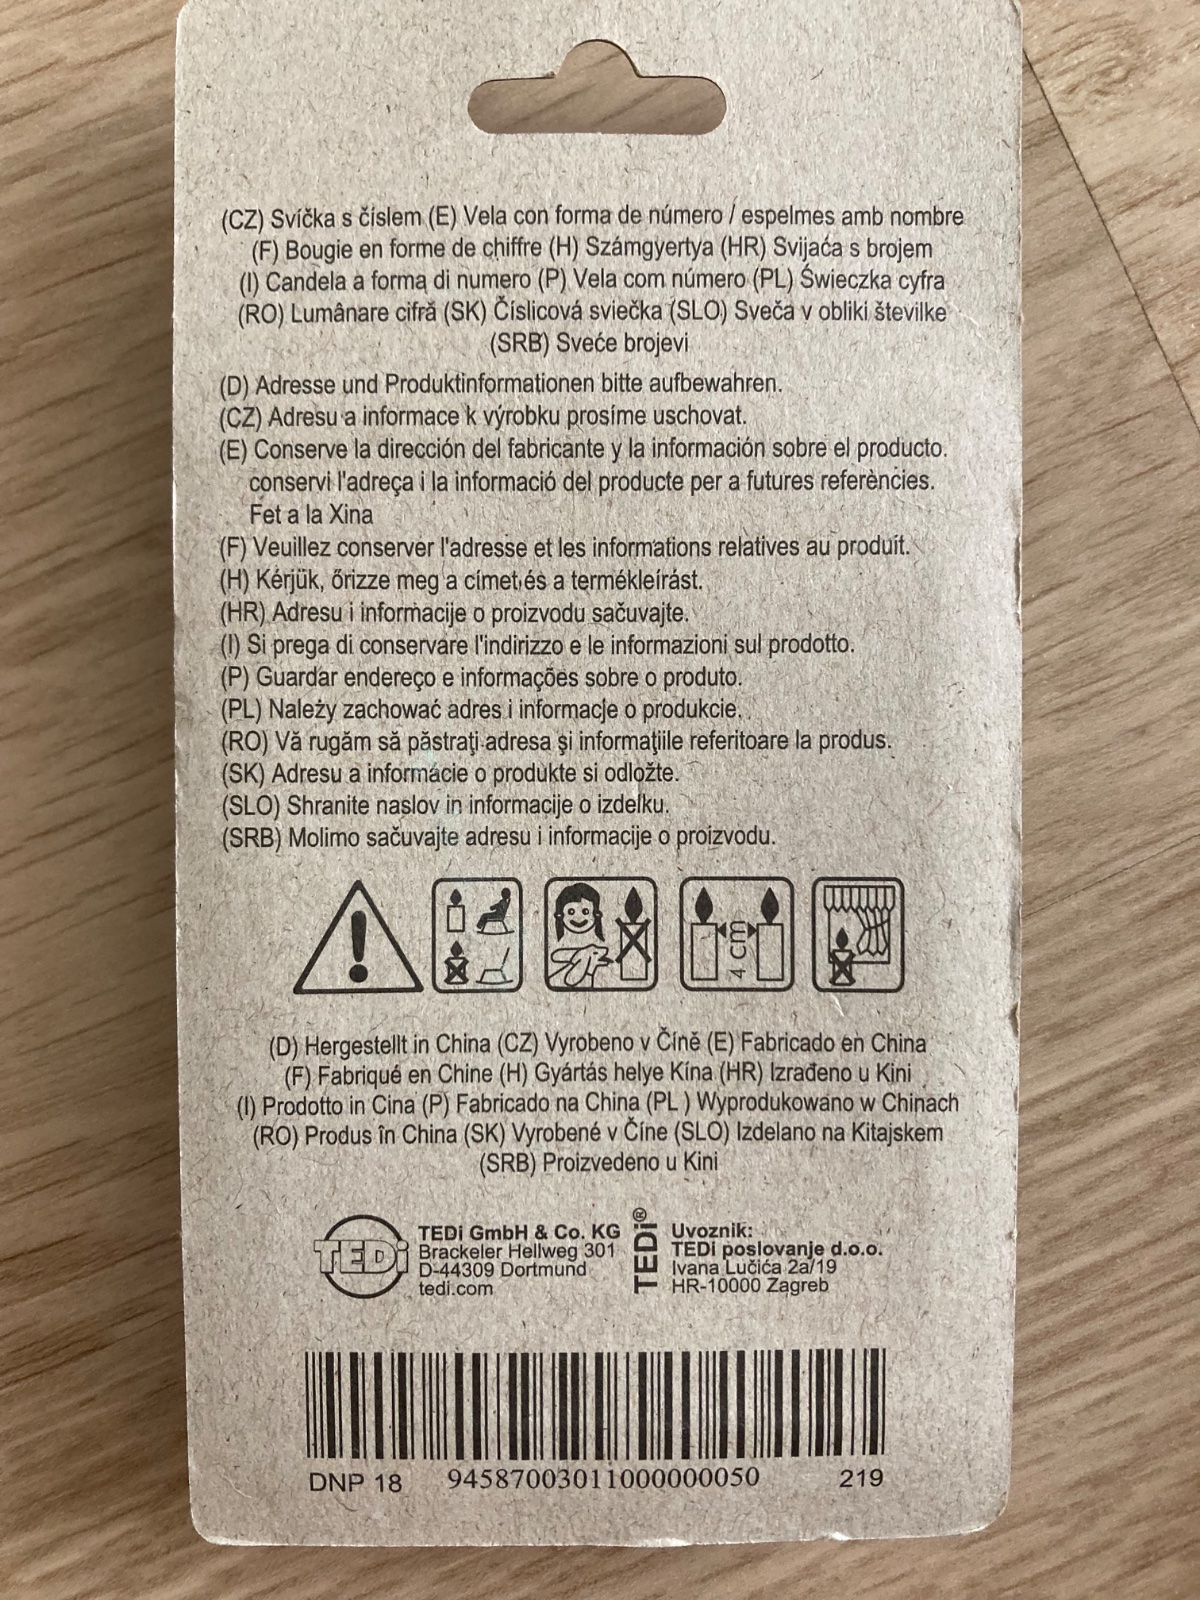 (CZ) Svíčka s číslem (E) Vela con forma de número / espelmes amb nombre
(F) Bougie en forme de chiffre (H) Számgyertya (HR) Svijaća s brojem
(I) Candela a forma di numero (P) Vela com número (PL) Świeczka cyfra
(RO) Lumânare cifră (SK) Číslicová sviečka (SLO) Sveča v obliki številke
(SRB) Sveće brojevi
(D) Adresse und Produktinformationen bitte aufbewahren.
(CZ) Adresu a informace k výrobku prosíme uschovat.
(E) Conserve la dirección del fabricante y la información sobre el producto.
conservi l'adreça i la informació del producte per a futures referències.
Fet a la Xina
(F) Veuillez conserver l'adresse et les informations relatives au produit.
(H) Kérjük, őrizze meg a címet és a termékleírást.
(HR) Adresu i informacije o proizvodu sačuvajte.
(I) Si prega di conservare l'indirizzo e le informazioni sul prodotto.
(P) Guardar endereço e informações sobre o produto.
(PL) Należy zachować adres i informacje o produkcie.
(RO) Vă rugăm să păstraţi adresa şi informaţiile referitoare la produs.
(SK) Adresu a informácie o produkte si odložte.
(SLO) Shranite naslov in informacije o izdelku.
(SRB) Molimo sačuvajte adresu i informacije o proizvodu.
4 cm
(D) Hergestellt in China (CZ) Vyrobeno v Číně (E) Fabricado en China
(F) Fabriqué en Chine (H) Gyártás helye Kína (HR) Izrađeno u Kini
(I) Prodotto in Cina (P) Fabricado na China (PL ) Wyprodukowano w Chinach
(RO) Produs în China (SK) Vyrobené v Číne (SLO) Izdelano na Kitajskem
(SRB) Proizvedeno u Kini
TEDi
TEDi GmbH & Co. KG
Brackeler Hellweg 301
D-44309 Dortmund
tedi.com
TEDi®
Uvoznik:
TEDi poslovanje d.o.o.
Ivana Lučića 2a/19
HR-10000 Zagreb
DNP 18 94587003011000000050 219